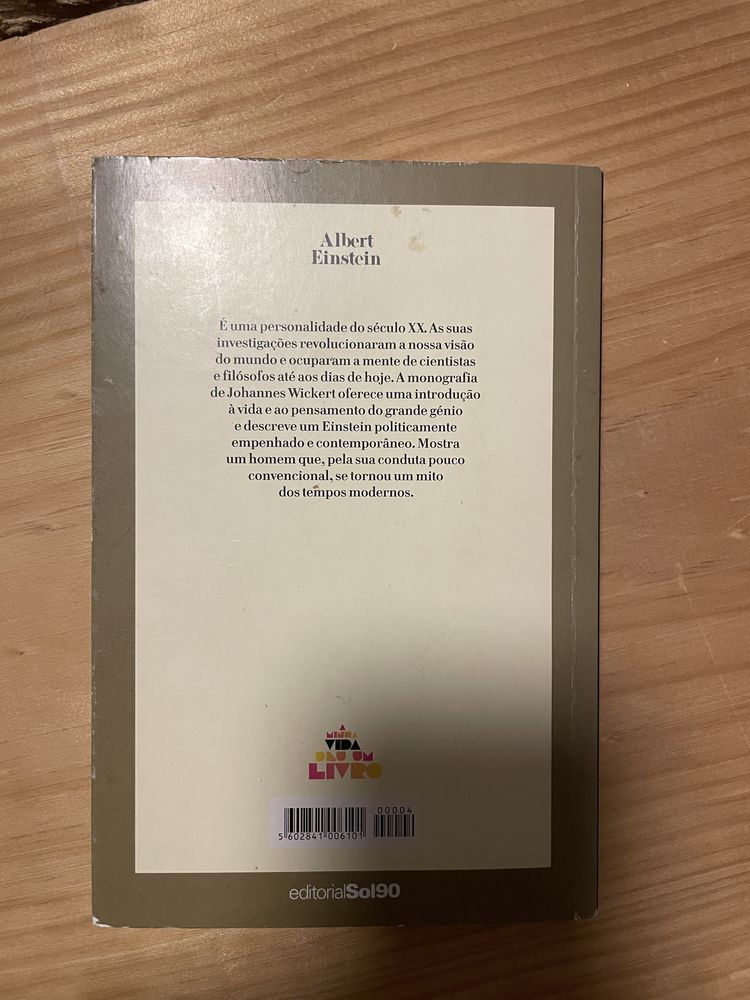 Albert
Einstein
É uma personalidade do século XX. As suas
investigações revolucionaram a nossa visão
do mundo e ocuparam a mente de cientistas
e filósofos até aos dias de hoje. A monografia
de Johannes Wickert oferece uma introdução
à vida e ao pensamento do grande génio
e descreve um Einstein politicamente
empenhado e contemporâneo. Mostra
um homem que, pela sua conduta pouco
convencional, se tornou um mito
dos tempos modernos.
A
MINHA
VIDA
DEU UM
LIVRO
00004
5 602841 006101
editorialSol90